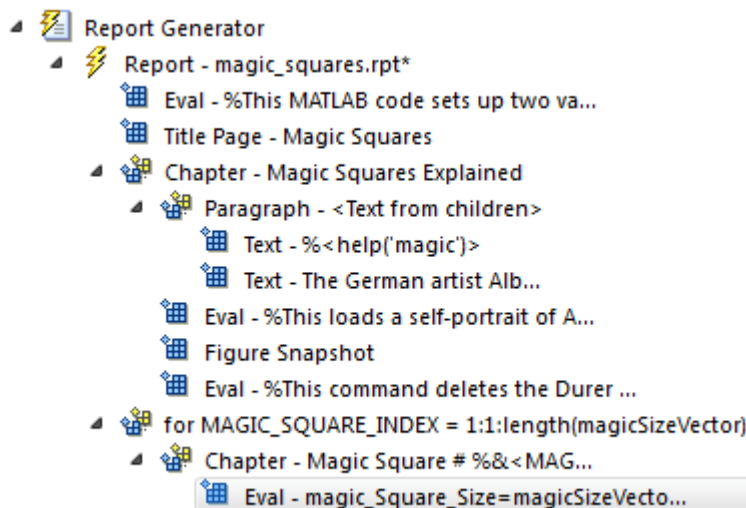 Report Generator
Report - magic_squares.rpt*
Eval - %This MATLAB code sets up two va...
Title Page - Magic Squares
Chapter - Magic Squares Explained
Paragraph - <Text from children>
Text - %<help('magic')>
Text - The German artist Alb...
Eval - %This loads a self-portrait of A...
Figure Snapshot
Eval - %This command deletes the Durer ...
for MAGIC_SQUARE_INDEX = 1:1:length(magicSizeVector)
Chapter - Magic Square # %&<MAG...
Eval - magic_Square_Size=magicSizeVecto...